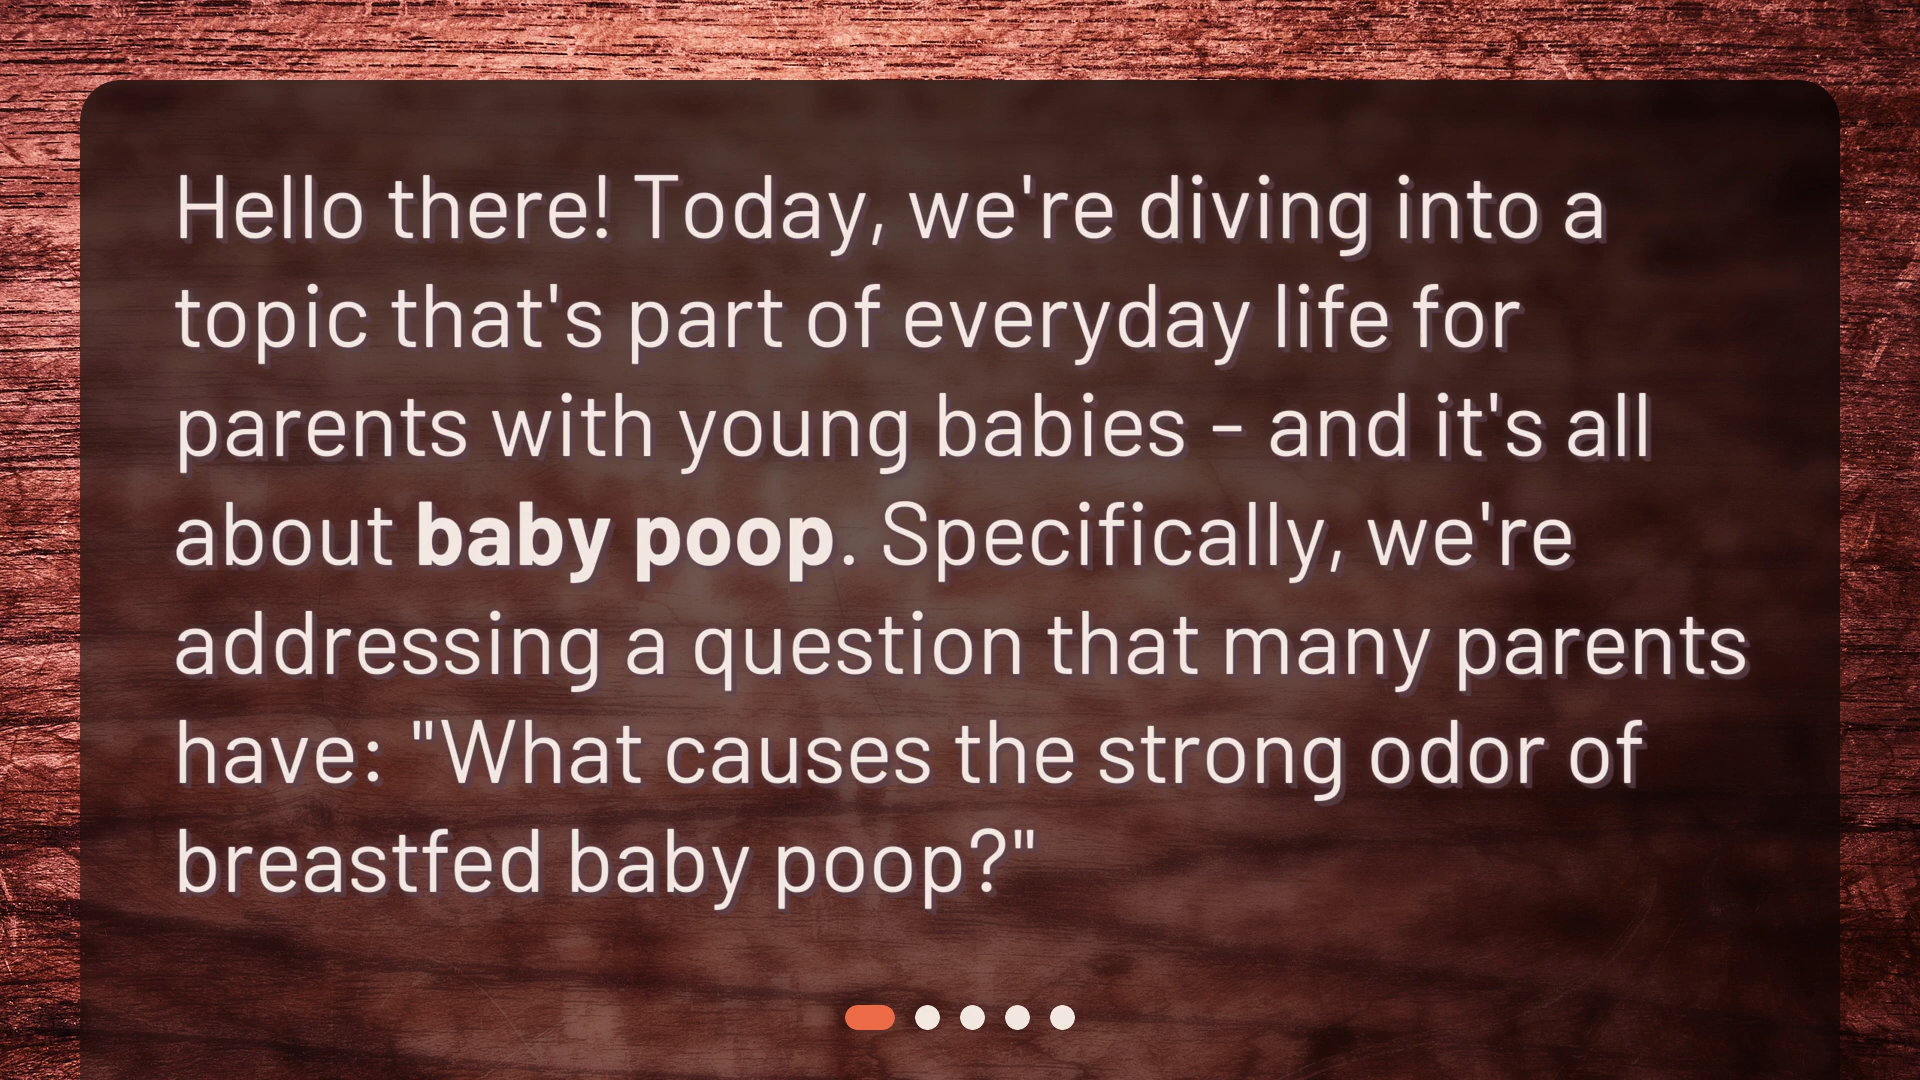 Hello there! Today, we're diving into a
topic that's part of everyday life for
parents with young babies - and it's all
about baby poop. Specifically, we're
addressing a question that many parents
have: "What causes the strong odor of
breastfed baby poop?"